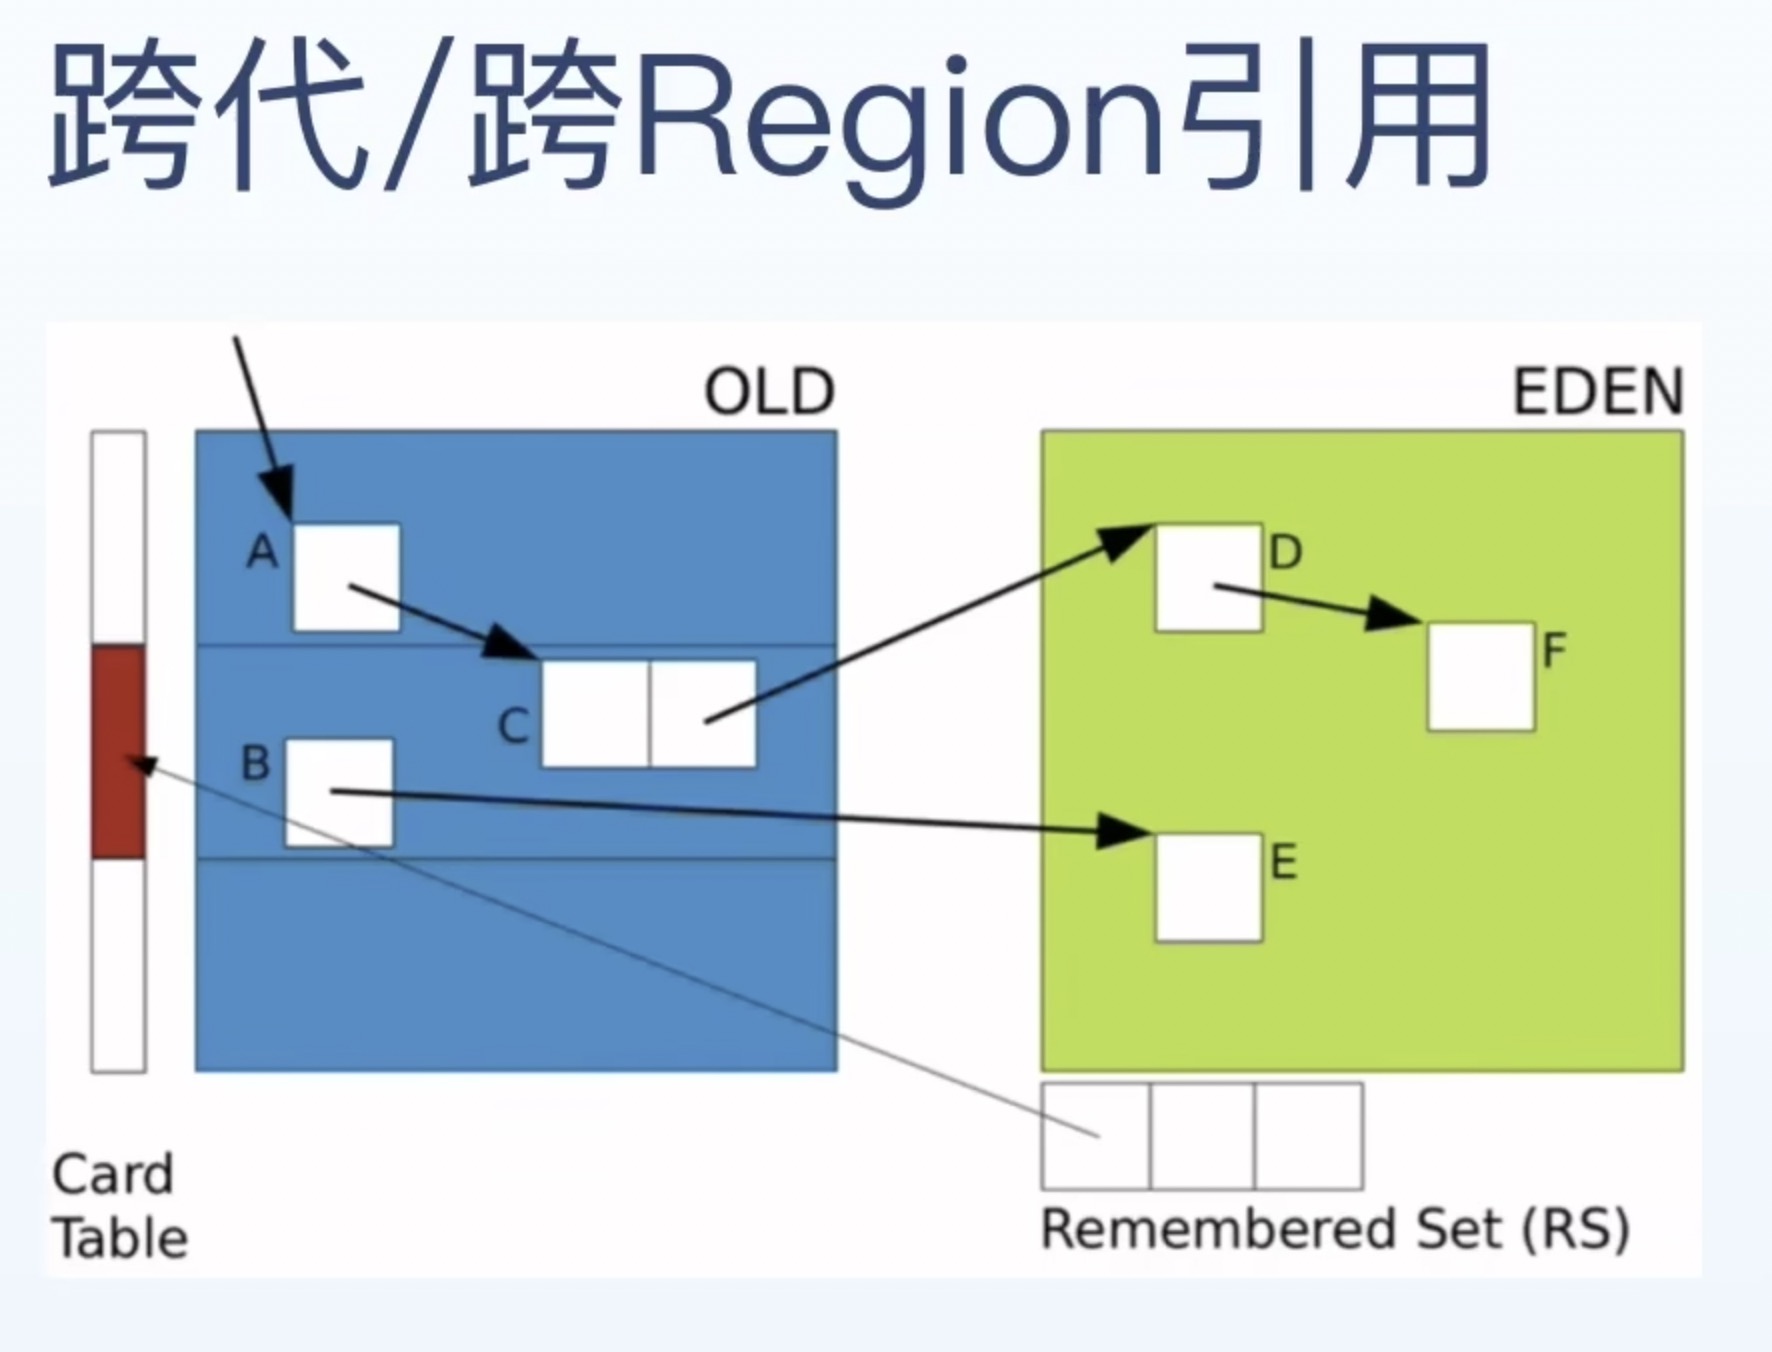 跨代/跨Region引用
OLD
EDEN
A
D
F
C
B
E
Card
Table
Remembered Set (RS)